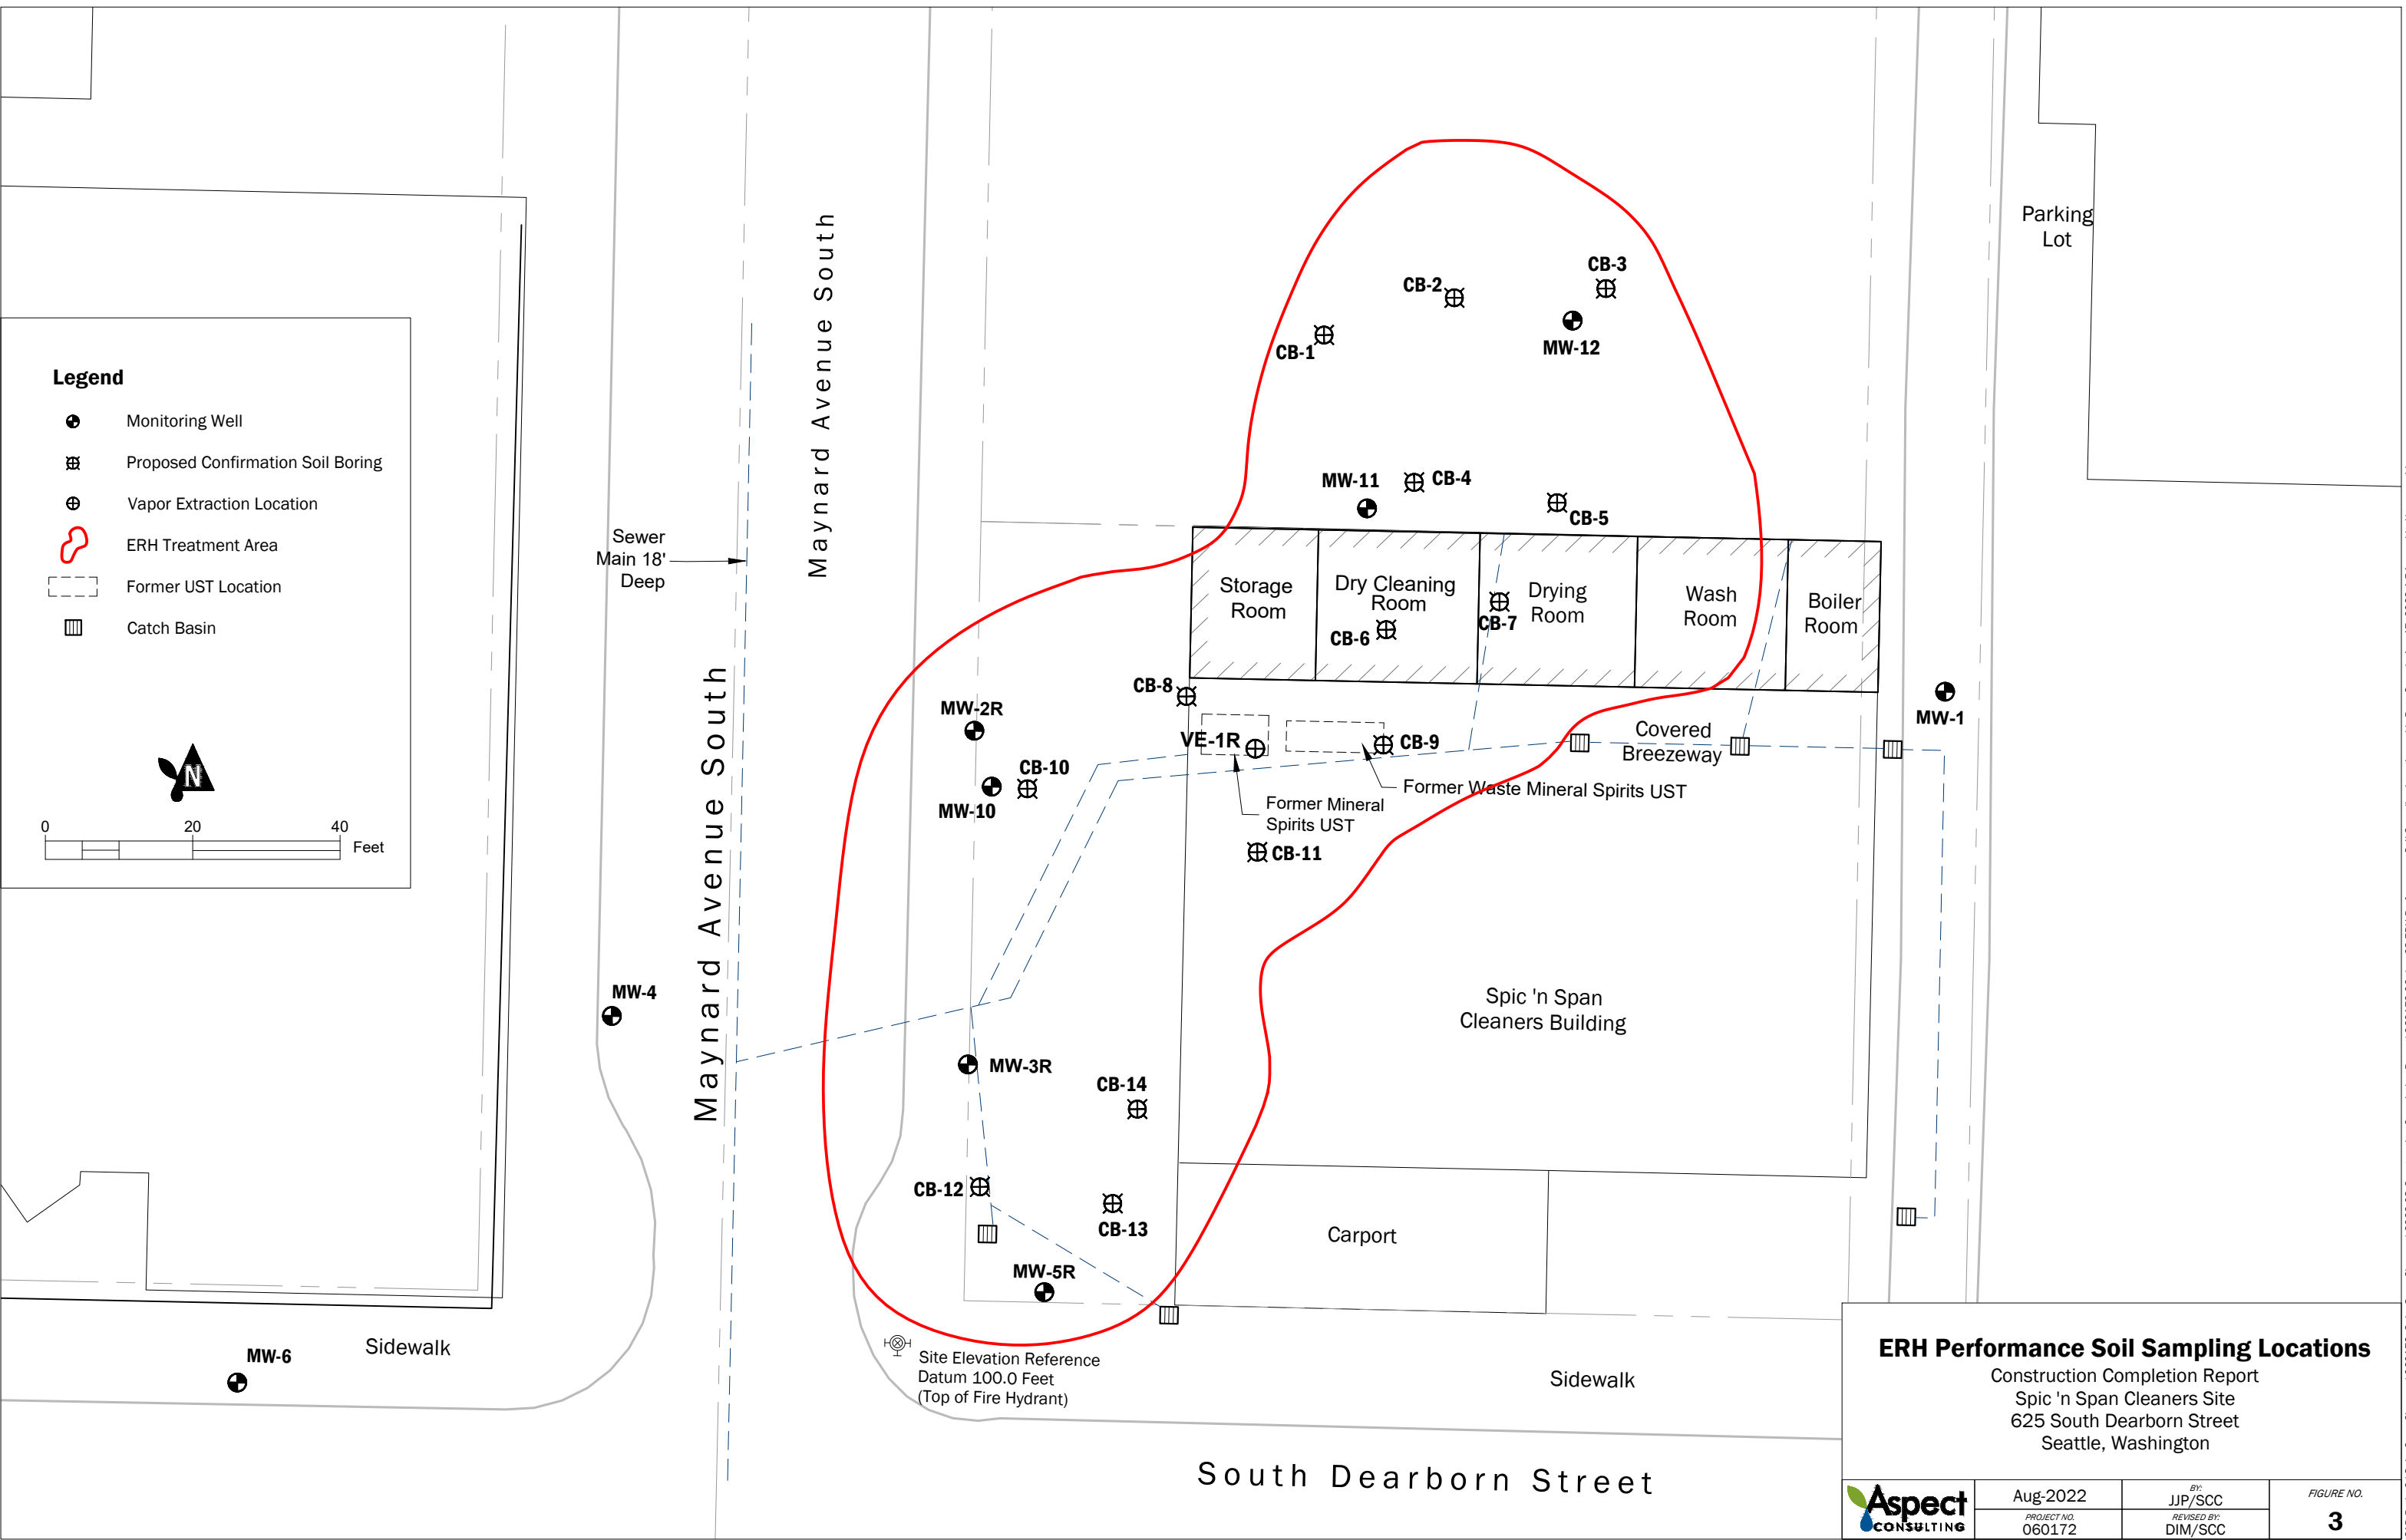 Maynard Avenue South
Parking
Lot
CB-3
CB-2
CB-1
MW-12
Legend
Monitoring Well
Proposed Confirmation Soil Boring
Vapor Extraction Location
ERH Treatment Area
Former UST Location
Catch Basin
N
0 20 40
Feet
Sewer
Main 18'
Deep
MW-11
CB-4
CB-5
Storage
Room
Dry Cleaning
Room
CB-6
CB-7
Drying
Room
Wash
Room
Boiler
Room
Maynard Avenue South
CB-8
MW-2R
MW-1
VE-1R
CB-9
Covered
Breezeway
CB-10
MW-10
Former Waste Mineral Spirits UST
Former Mineral
Spirits UST
CB-11
MW-4
Spic 'n Span
Cleaners Building
MW-3R
CB-14
CB-12
CB-13
Carport
MW-5R
Sidewalk
MW-6
Site Elevation Reference
Datum 100.0 Feet
(Top of Fire Hydrant)
Sidewalk
South Dearborn Street
ERH Performance Soil Sampling Locations
Construction Completion Report
Spic 'n Span Cleaners Site
625 South Dearborn Street
Seattle, Washington
Aspect
CONSULTING
Aug-2022
PROJECT NO.
060172
BY:
JJP/SCC
REVISED BY:
DIM/SCC
FIGURE NO.
3